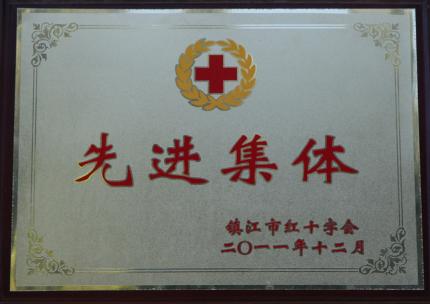 先进集体
镇江市红十字会
二〇一一年十二月